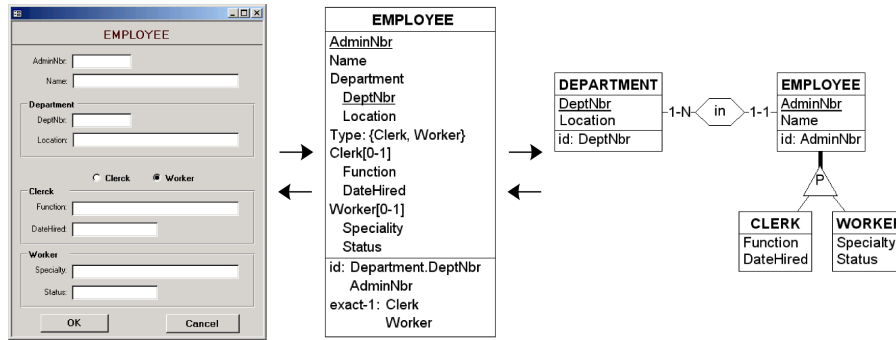 EMPLOYEE
AdminNbr:
Name:
Department
DeptNbr:
Location:
Clerck Worker
Clerck
Function:
DateHired:
Worker
Specialty:
Status:
OK Cancel
EMPLOYEE
AdminNbr
Name
Department
DeptNbr
Location
Type: {Clerk, Worker}
Clerk[0-1]
Function
DateHired
Worker[0-1]
Speciality
Status
id: Department.DeptNbr
AdminNbr
exact-1: Clerk
Worker
DEPARTMENT
DeptNbr
Location
id: DeptNbr
1-N in 1-1
EMPLOYEE
AdminNbr
Name
id: AdminNbr
P
CLERK
Function
DateHired
WORKER
Specialty
Status